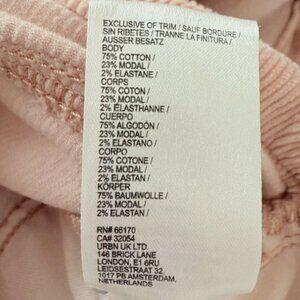 EXCLUSIVE OF TRIM / SAUF BORDURE /
SIN RIBETES / TRANNE LA FINITURA /
AUSSER BESATZ
BODY
75% COTTON /
23% MODAL /
2% ELASTANE /
CORPS
75% COTON /
23% MODAL /
2% ÉLASTHANNE /
CUERPO
75% ALGODÓN /
23% MODAL /
2% ELASTANO /
CORPO
75% COTONE /
23% MODAL /
2% ELASTAN /
KÖRPER
75% BAUMWOLLE /
23% MODAL /
2% ELASTAN /
RN# 66170
CA# 32054
URBN UK LTD.
146 BRICK LANE
LONDON, E1 6RU
LEIDSESTRAAT 32,
1017 PB AMSTERDAM,
NETHERLANDS